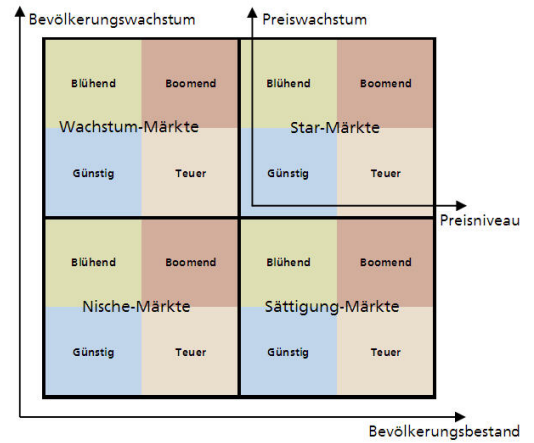 Bevölkerungswachstum
Preiswachstum
Blühend Boomend Blühend Boomend
Wachstum-Märkte Star-Märkte
Günstig Teuer Günstig Teuer
Preisniveau
Blühend Boomend Blühend Boomend
Nische-Märkte Sättigung-Märkte
Günstig Teuer Günstig Teuer
Bevölkerungsbestand